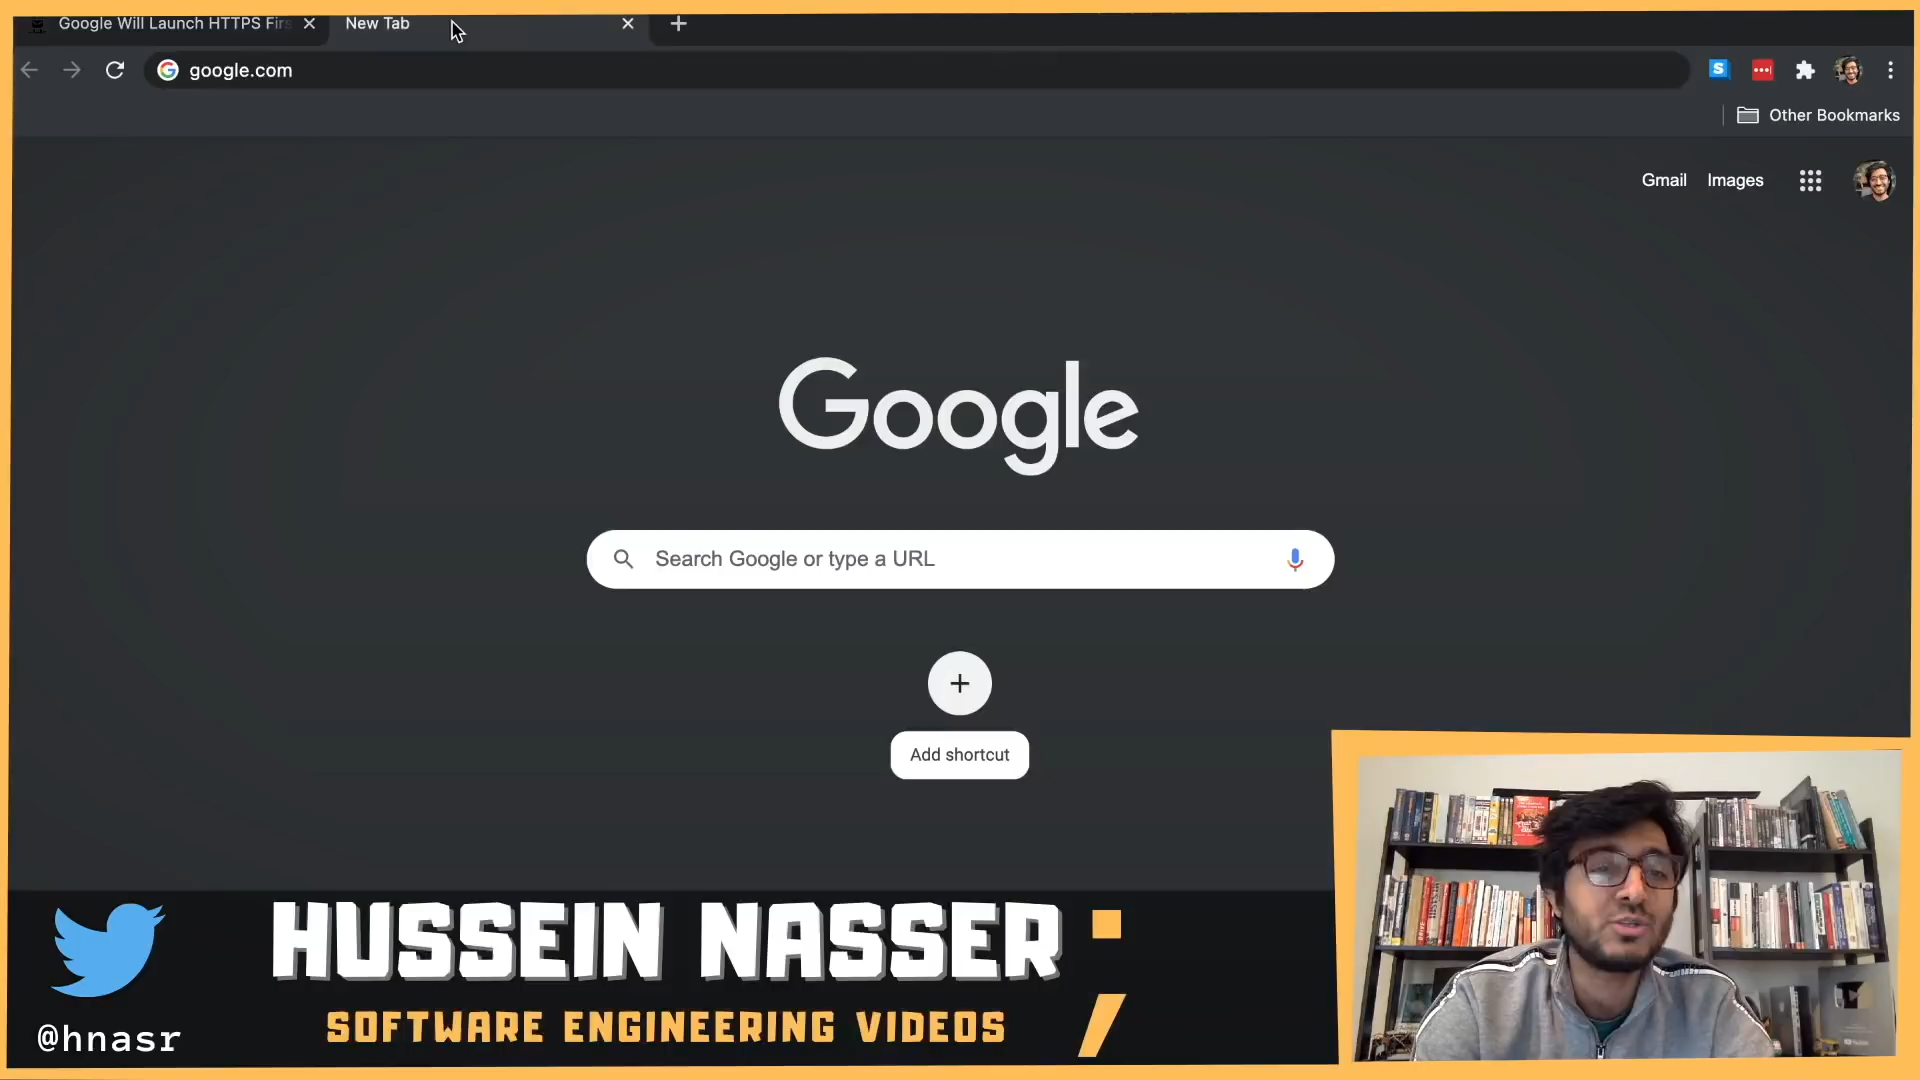 Google Will Launch HTTPS Firs
New Tab
google.com
Other Bookmarks
Gmail
Images
Google
Search Google or type a URL
Add shortcut
HUSSEIN NASSER ;
SOFTWARE ENGINEERING VIDEOS
@hnasr